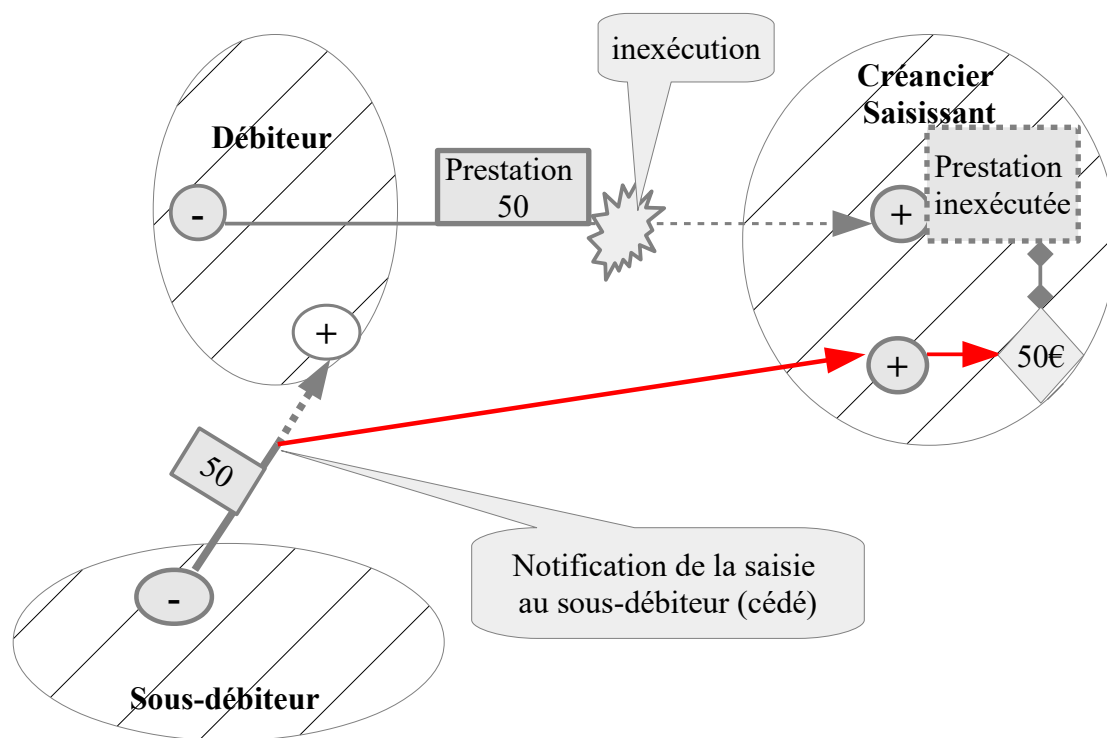 inexécution
Créancier
Saisissant
Débiteur
Prestation
50
Prestation
inexécutée
-
+
+
+
50€
50
Notification de la saisie
au sous-débiteur (cédé)
-
Sous-débiteur